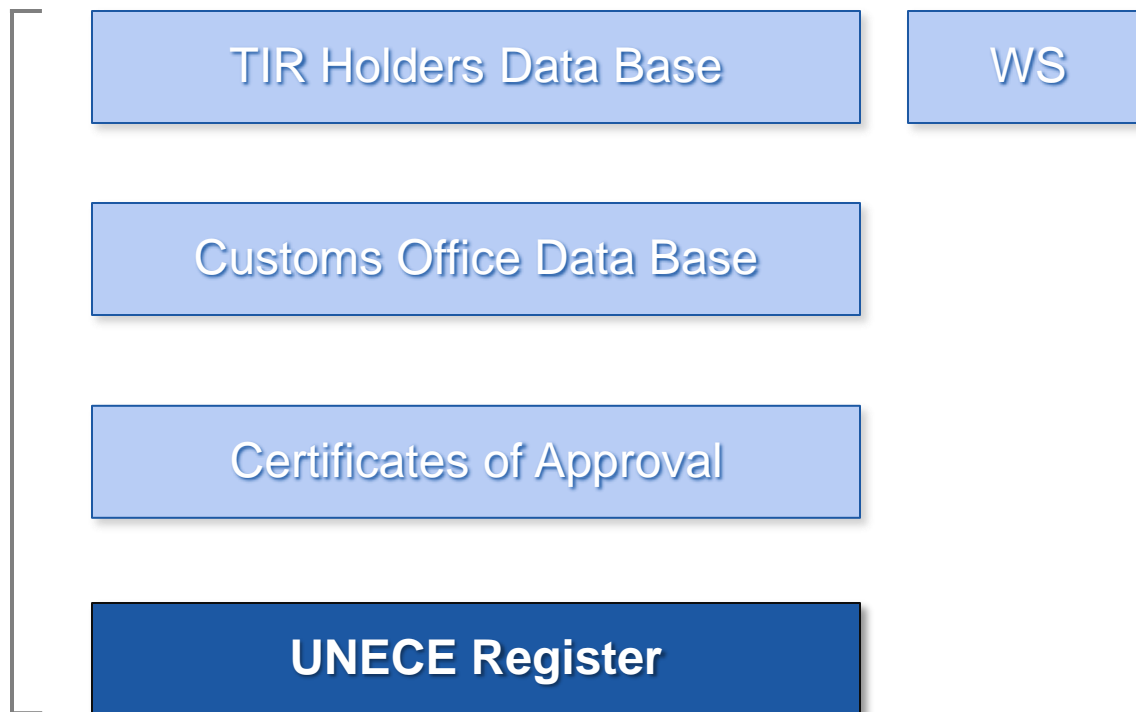 TIR Holders Data Base
WS
Customs Office Data Base
Certificates of Approval
UNECE Register